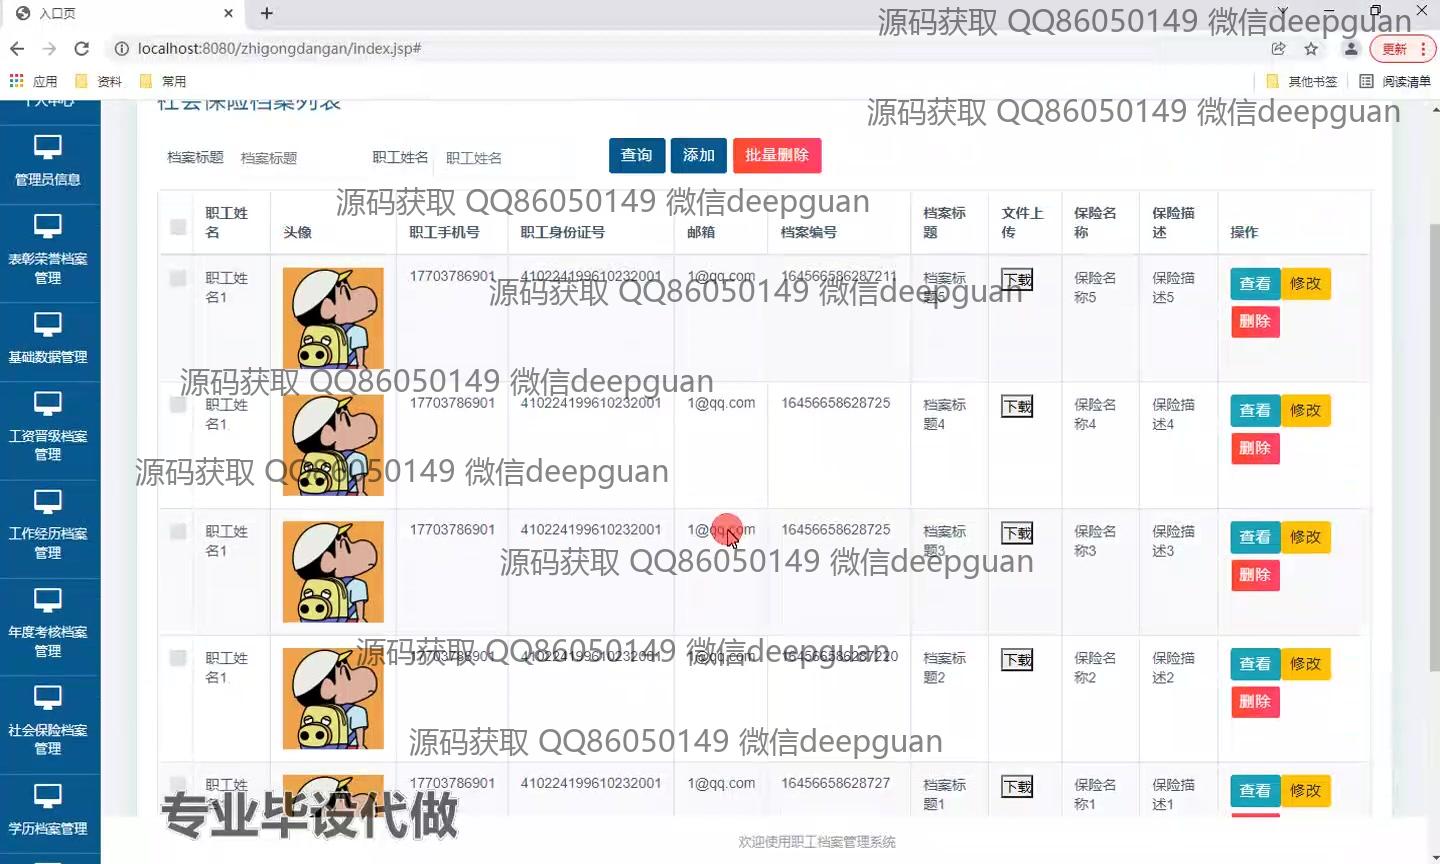 入口页
源码获取 QQ86050149 微信deepguan
localhost:8080/zhigongdangan/index.jsp#
更新
应用 资料 常用 其他书签 阅读清单
个人中心
社会保险档案列表
源码获取 QQ86050149 微信deepguan
档案标题 档案标题 职工姓名 职工姓名 查询 添加 批量删除
管理员信息
源码获取 QQ86050149 微信deepguan
职工姓名 头像 职工手机号 职工身份证号 邮箱 档案编号 档案标题 文件上传 保险名称 保险描述 操作
表彰荣誉档案管理
职工姓名1 17703786901 410224199610232001 1@qq.com 164566586287211 档案标题5 下载 保险名称5 保险描述5 查看 修改
删除
源码获取 QQ86050149 微信deepguan
基础数据管理
源码获取 QQ86050149 微信deepguan
职工姓名1 17703786901 410224199610232001 1@qq.com 16456658628725 档案标题4 下载 保险名称4 保险描述4 查看 修改
删除
工资晋级档案管理
源码获取 QQ86050149 微信deepguan
工作经历档案管理
职工姓名1 17703786901 410224199610232001 1@qq.com 16456658628725 档案标题3 下载 保险名称3 保险描述3 查看 修改
删除
源码获取 QQ86050149 微信deepguan
年度考核档案管理
职工姓名1 17703786901 410224199610232001 1@qq.com 164566586287220 档案标题2 下载 保险名称2 保险描述2 查看 修改
删除
源码获取 QQ86050149 微信deepguan
社会保险档案管理
源码获取 QQ86050149 微信deepguan
职工姓名1 17703786901 410224199610232001 1@qq.com 16456658628727 档案标题1 下载 保险名称1 保险描述1 查看 修改
学历档案管理
专业毕设代做
欢迎使用职工档案管理系统